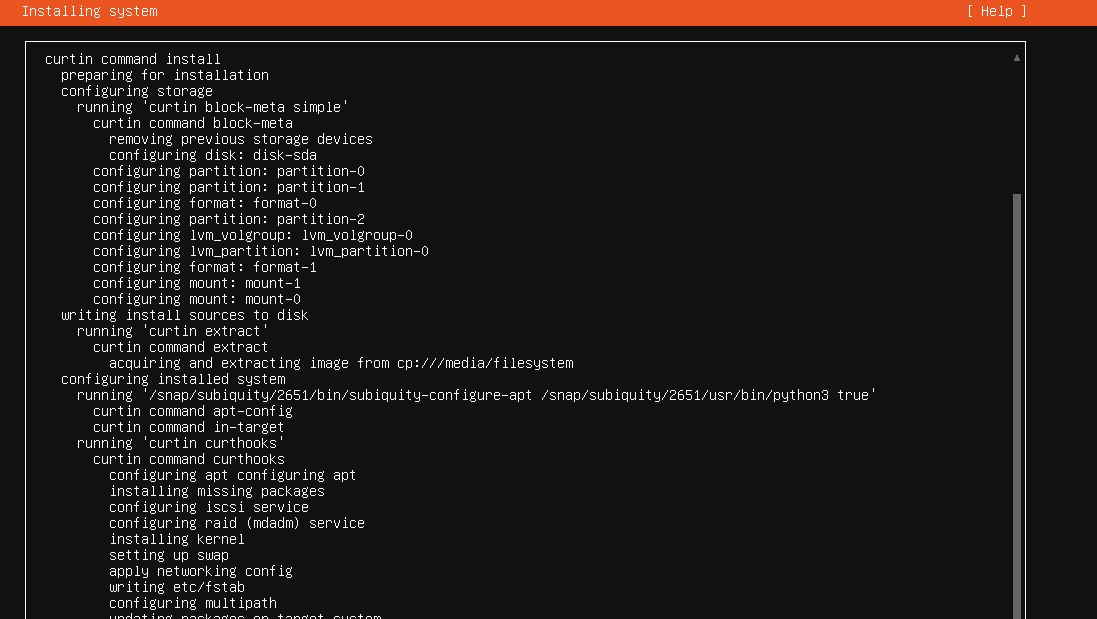 Installing system [ Help ]
curtin command install
preparing for installation
configuring storage
running 'curtin block-meta simple'
curtin command block-meta
removing previous storage devices
configuring disk: disk-sda
configuring partition: partition-0
configuring partition: partition-1
configuring format: format-0
configuring partition: partition-2
configuring lvm_volgroup: lvm_volgroup-0
configuring lvm_partition: lvm_partition-0
configuring format: format-1
configuring mount: mount-1
configuring mount: mount-0
writing install sources to disk
running 'curtin extract'
curtin command extract
acquiring and extracting image from cp:///media/filesystem
configuring installed system
running '/snap/subiquity/2651/bin/subiquity-configure-apt /snap/subiquity/2651/usr/bin/python3 true'
curtin command apt-config
curtin command in-target
running 'curtin curthooks'
curtin command curthooks
configuring apt configuring apt
installing missing packages
configuring iscsi service
configuring raid (mdadm) service
installing kernel
setting up swap
apply networking config
writing etc/fstab
configuring multipath
updating packages on target system